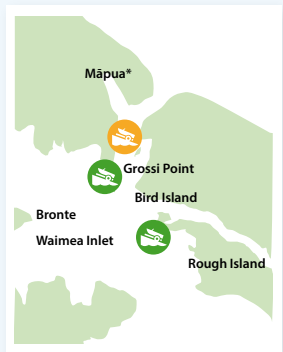 Māpua*
Grossi Point
Bird Island
Bronte
Waimea Inlet
Rough Island